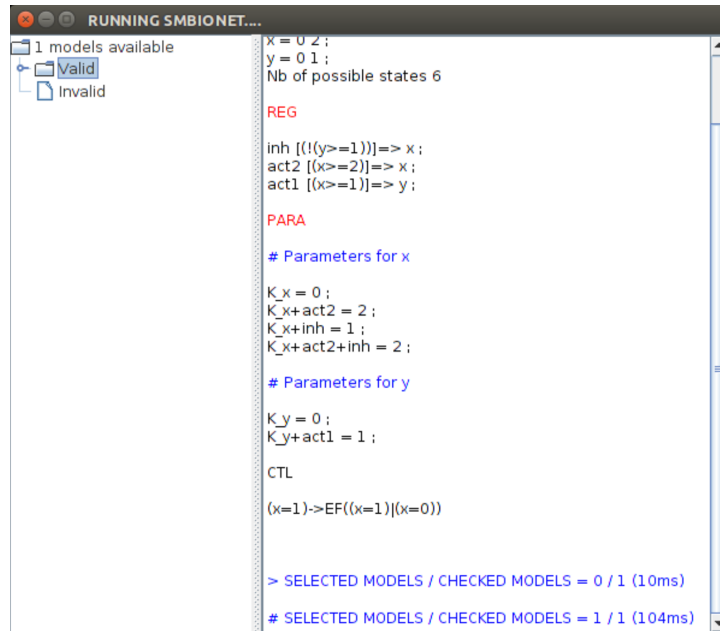 RUNNING SMBIONET....
1 models available
Valid
Invalid
x = 0 2 ;
y = 0 1 ;
Nb of possible states 6
REG
inh [(!(y>=1))]=> x ;
act2 [(x>=2)]=> x ;
act1 [(x>=1)]=> y ;
PARA
# Parameters for x
K_x = 0 ;
K_x+act2 = 2 ;
K_x+inh = 1 ;
K_x+act2+inh = 2 ;
# Parameters for y
K_y = 0 ;
K_y+act1 = 1 ;
CTL
(x=1)->EF((x=1)|(x=0))
> SELECTED MODELS / CHECKED MODELS = 0 / 1 (10ms)
# SELECTED MODELS / CHECKED MODELS = 1 / 1 (104ms)